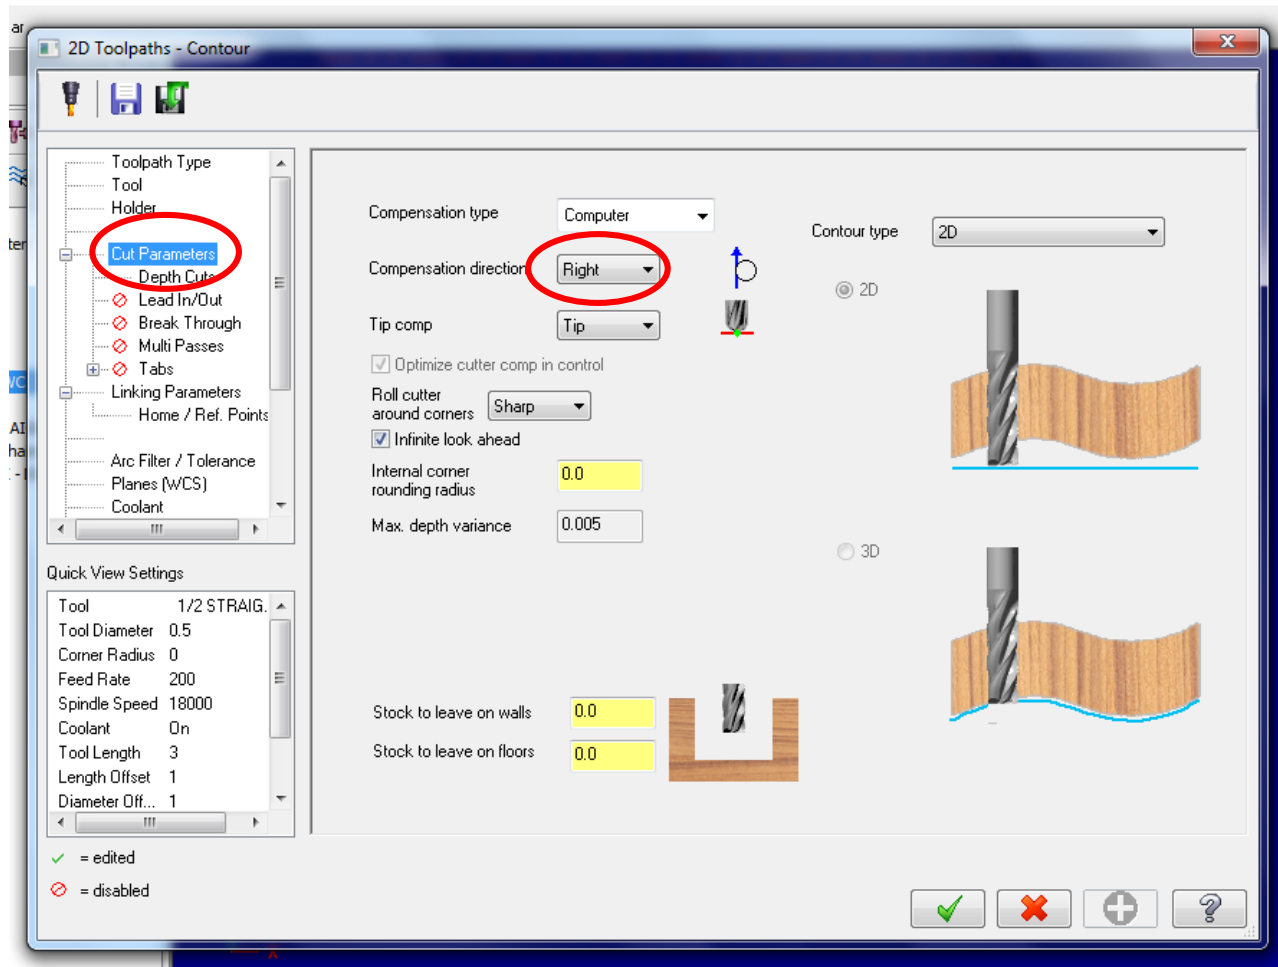 ar
2D Toolpaths - Contour
Toolpath Type
Tool
Holder
Cut Parameters
Depth Cuts
Lead In/Out
Break Through
Multi Passes
Tabs
Linking Parameters
Home / Ref. Points
Arc Filter / Tolerance
Planes (WCS)
Coolant
Compensation type
Computer
Compensation direction
Right
Tip comp
Tip
Optimize cutter comp in control
Roll cutter
around corners
Sharp
Infinite look ahead
Internal corner
rounding radius
0.0
Max. depth variance
0.005
Contour type
2D
2D
3D
Stock to leave on walls
0.0
Stock to leave on floors
0.0
Quick View Settings
Tool 1/2 STRAIG.
Tool Diameter 0.5
Corner Radius 0
Feed Rate 200
Spindle Speed 18000
Coolant On
Tool Length 3
Length Offset 1
Diameter Off... 1
= edited
= disabled